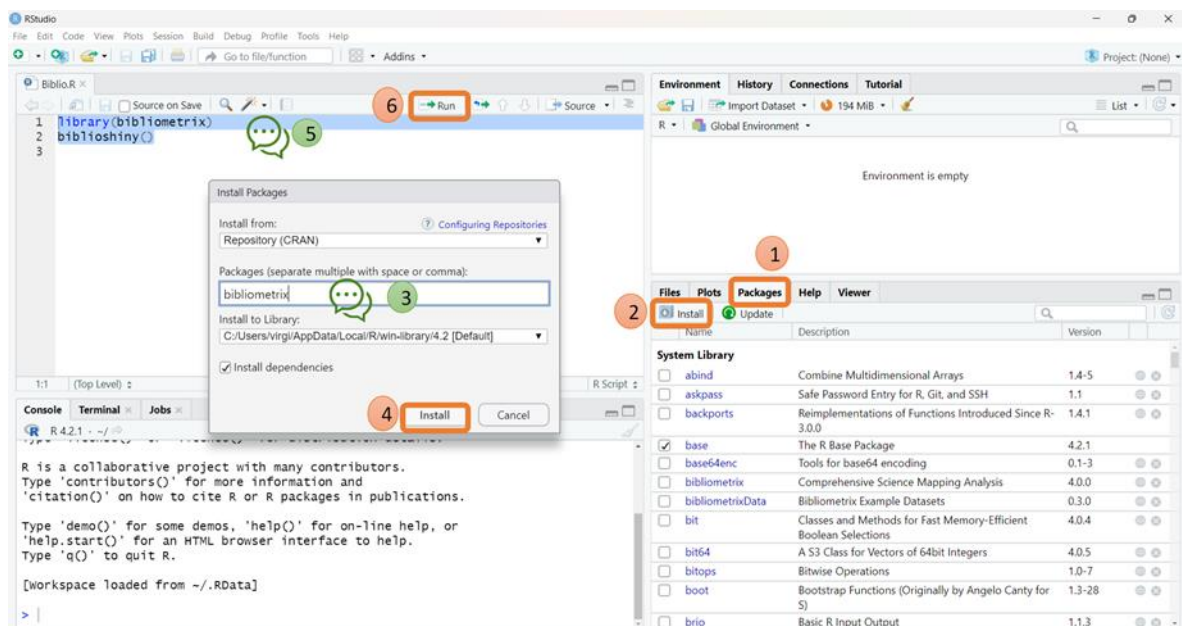 RStudio
File Edit Code View Plots Session Build Debug Profile Tools Help
Go to file/function Addins
Project: (None)
Biblio.R
Source on Save
6
Run
Source
1 library(bibliometrix)
2 biblioshiny()
3
5
Install Packages
Install from:
? Configuring Repositories
Repository (CRAN)
Packages (separate multiple with space or comma):
bibliometrix
3
Install to Library:
C:/Users/virgi/AppData/Local/R/win-library/4.2 [Default]
Install dependencies
4
Install
Cancel
1:1 (Top Level)
R Script
Console Terminal Jobs
R 4.2.1 · ~/
R is a collaborative project with many contributors.
Type 'contributors()' for more information and
'citation()' on how to cite R or R packages in publications.
Type 'demo()' for some demos, 'help()' for on-line help, or
'help.start()' for an HTML browser interface to help.
Type 'q()' to quit R.
[Workspace loaded from ~/.RData]
>
Environment History Connections Tutorial
Import Dataset 194 MiB
List
R Global Environment
Environment is empty
1
Files Plots Packages Help Viewer
2
Install Update
Name Description Version
System Library
abind Combine Multidimensional Arrays 1.4-5
askpass Safe Password Entry for R, Git, and SSH 1.1
backports Reimplementations of Functions Introduced Since R- 1.4.1
3.0.0
base The R Base Package 4.2.1
base64enc Tools for base64 encoding 0.1-3
bibliometrix Comprehensive Science Mapping Analysis 4.0.0
bibliometrixData Bibliometrix Example Datasets 0.3.0
bit Classes and Methods for Fast Memory-Efficient 4.0.4
Boolean Selections
bit64 A S3 Class for Vectors of 64bit Integers 4.0.5
bitops Bitwise Operations 1.0-7
boot Bootstrap Functions (Originally by Angelo Canty for 1.3-28
S)
brio Basic R Input Output 1.1.3